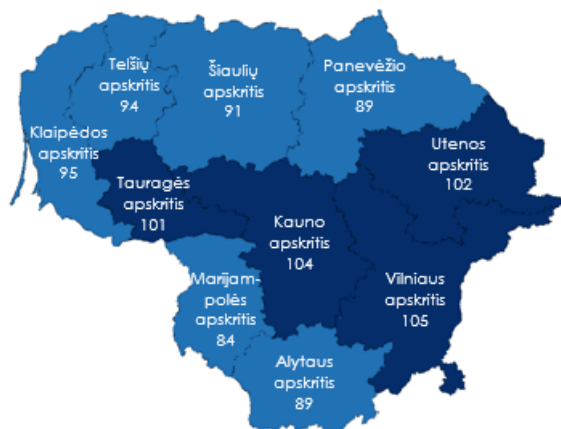 Telšių
apskritis
94
Šiaulių
apskritis
91
Panevėžio
apskritis
89
Klaipėdos
apskritis
95
Utenos
apskritis
102
Tauragės
apskritis
101
Kauno
apskritis
104
Vilniaus
apskritis
105
Marijam-
polės
apskritis
84
Alytaus
apskritis
89